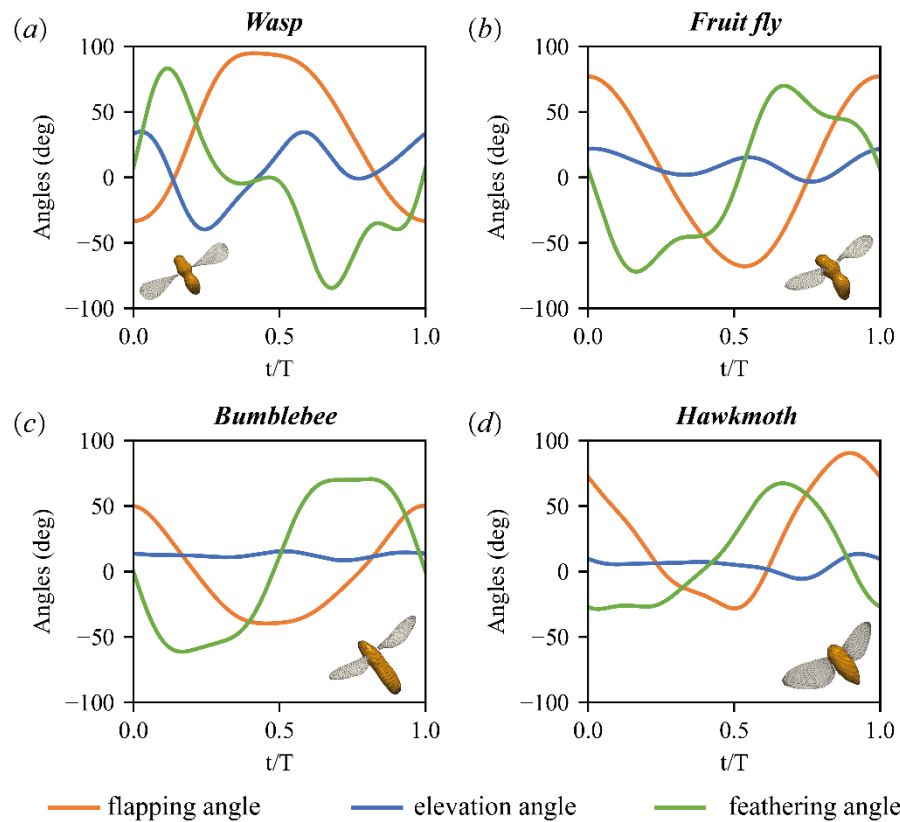 (a) Wasp
100
50
0
−50
−100
Angles (deg)
0.0 0.5 1.0
t/T
(b) Fruit fly
100
50
0
−50
−100
Angles (deg)
0.0 0.5 1.0
t/T
(c) Bumblebee
100
50
0
−50
−100
Angles (deg)
0.0 0.5 1.0
t/T
(d) Hawkmoth
100
50
0
−50
−100
Angles (deg)
0.0 0.5 1.0
t/T
flapping angle elevation angle feathering angle